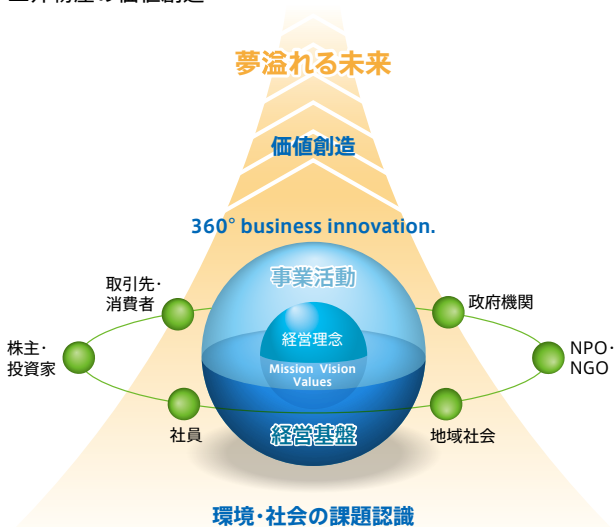 夢溢れる未来
価値創造
360° business innovation.
事業活動
取引先・
消費者
政府機関
経営理念
株主・
投資家
NPO・
NGO
Mission Vision
Values
社員
経営基盤
地域社会
環境・社会の課題認識